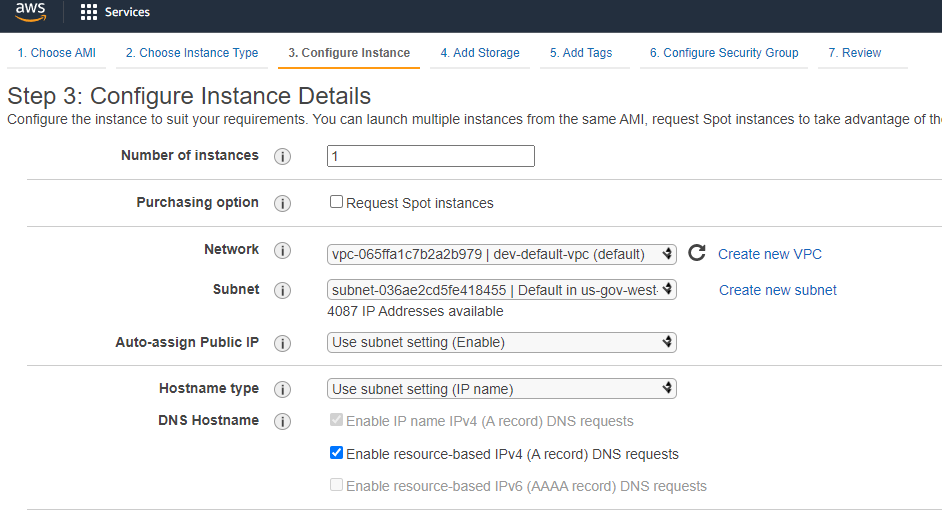 aws Services
1. Choose AMI 2. Choose Instance Type 3. Configure Instance 4. Add Storage 5. Add Tags 6. Configure Security Group 7. Review
Step 3: Configure Instance Details
Configure the instance to suit your requirements. You can launch multiple instances from the same AMI, request Spot instances to take advantage of the
Number of instances i 1
Purchasing option i Request Spot instances
Network i vpc-065ffa1c7b2a2b979 | dev-default-vpc (default) Create new VPC
Subnet i subnet-036ae2cd5fe418455 | Default in us-gov-west- Create new subnet
4087 IP Addresses available
Auto-assign Public IP i Use subnet setting (Enable)
Hostname type i Use subnet setting (IP name)
DNS Hostname i Enable IP name IPv4 (A record) DNS requests
Enable resource-based IPv4 (A record) DNS requests
Enable resource-based IPv6 (AAAA record) DNS requests